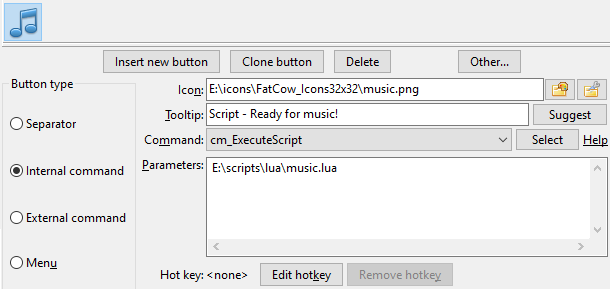 Insert new button Clone button Delete Other...
Button type
Icon: E:\icons\FatCow_Icons32x32\music.png
Tooltip: Script - Ready for music! Suggest
Separator
Command: cm_ExecuteScript Select Help
Internal command
Parameters: E:\scripts\lua\music.lua
External command
Menu
Hot key: <none> Edit hotkey Remove hotkey